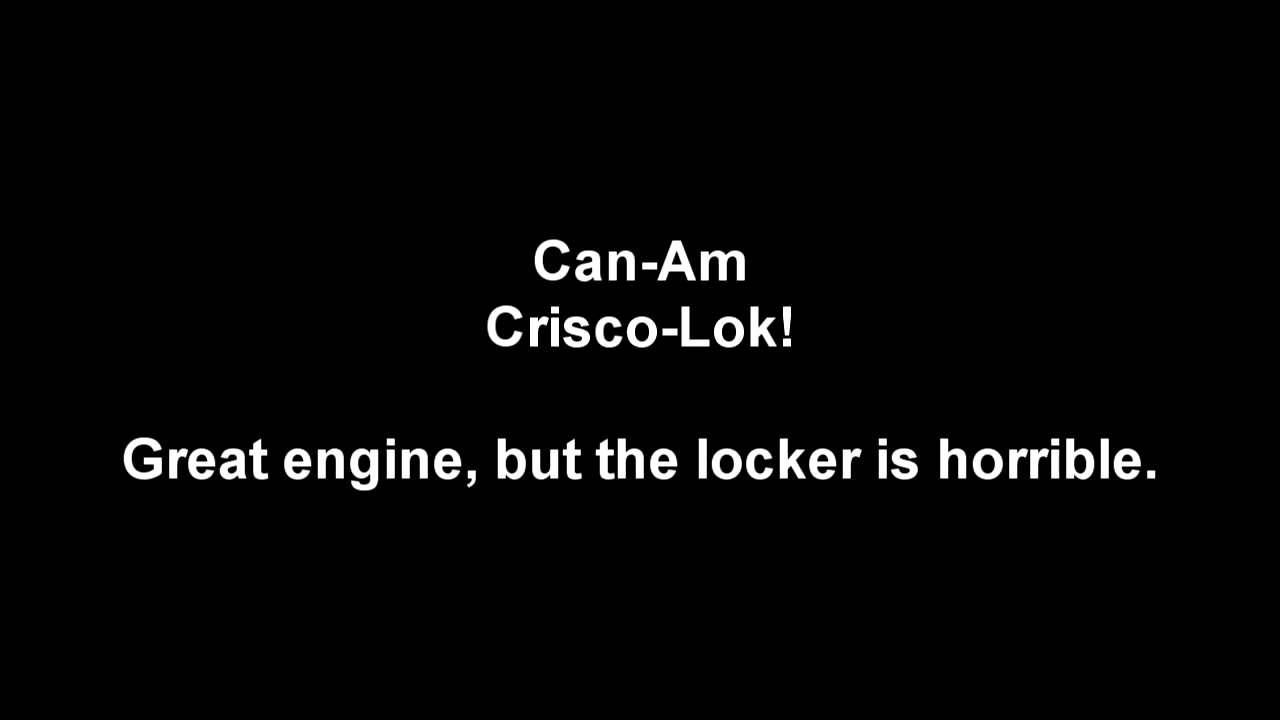 Can-Am
Crisco-Lok!
Great engine, but the locker is horrible.